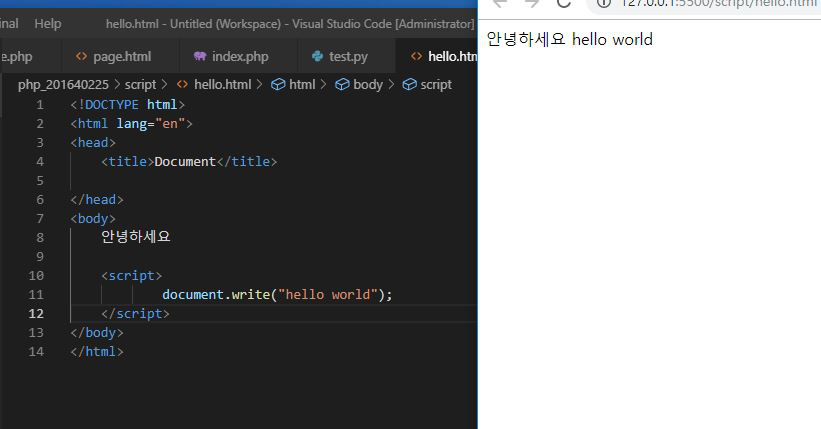 inal Help hello.html - Untitled (Workspace) - Visual Studio Code [Administrator]
e.php page.html index.php test.py hello.htm
php_201640225 > script > hello.html > html > body > script
1 <!DOCTYPE html>
2 <html lang="en">
3 <head>
4 <title>Document</title>
5
6 </head>
7 <body>
8 안녕하세요
9
10 <script>
11 document.write("hello world");
12 </script>
13 </body>
14 </html>
127.0.0.1:5500/script/hello.html
안녕하세요 hello world